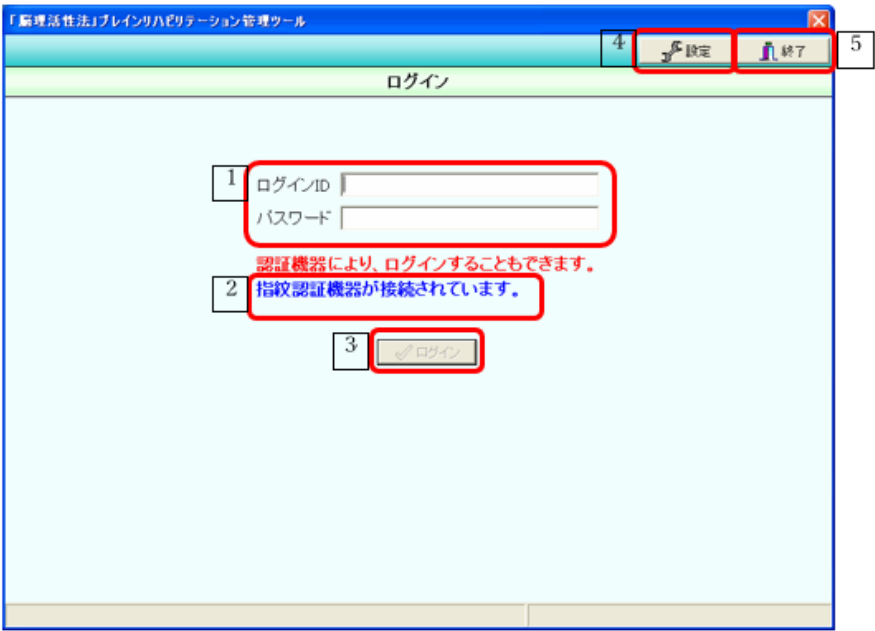 「脳理活性法」ブレインリハビリテーション管理ツール
4 設定 終了 5
ログイン
1 ログインID
パスワード
認証機器により、ログインすることもできます。
2 指紋認証機器が接続されています。
3 ログイン